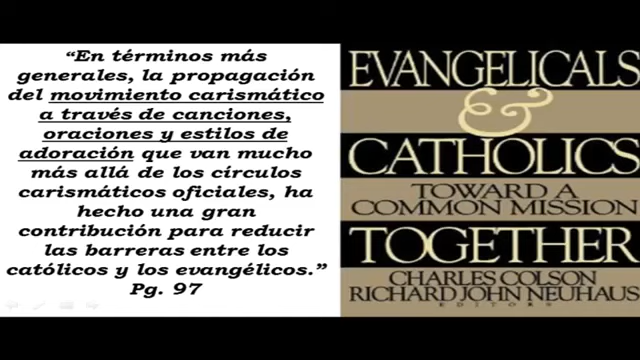 “En términos más
generales, la propagación
del movimiento carismático
a través de canciones,
oraciones y estilos de
adoración que van mucho
más allá de los círculos
carismáticos oficiales, ha
hecho una gran
contribución para reducir
las barreras entre los
católicos y los evangélicos.”
Pg. 97
EVANGELICALS
&
CATHOLICS
TOWARD A
COMMON MISSION
TOGETHER
CHARLES COLSON
RICHARD JOHN NEUHAUS
EDITORS